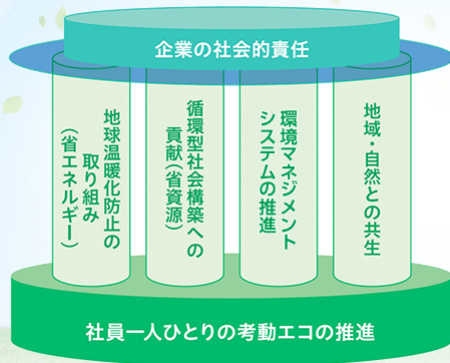 企業の社会的責任
地球温暖化防止の
取り組み
(省エネルギー)
循環型社会構築への
貢献(省資源)
環境マネジメント
システムの推進
地域・自然との共生
社員一人ひとりの考動エコの推進